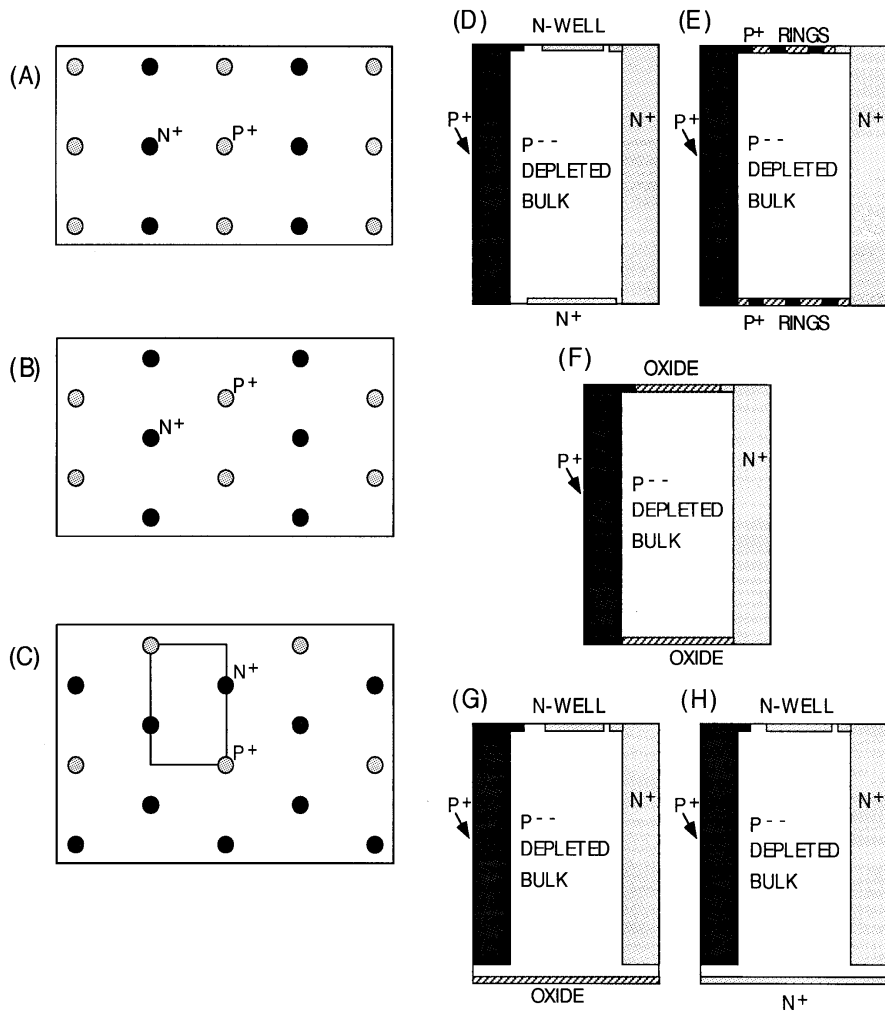 (A)
N+
P+
(B)
P+
N+
(C)
N+
P+
(D)
N-WELL
P+
N+
P--
DEPLETED
BULK
N+
(E)
P+ RINGS
P+
N+
P--
DEPLETED
BULK
P+ RINGS
(F)
OXIDE
P+
N+
P--
DEPLETED
BULK
OXIDE
(G)
N-WELL
P+
N+
P--
DEPLETED
BULK
OXIDE
(H)
N-WELL
P+
N+
P--
DEPLETED
BULK
N+